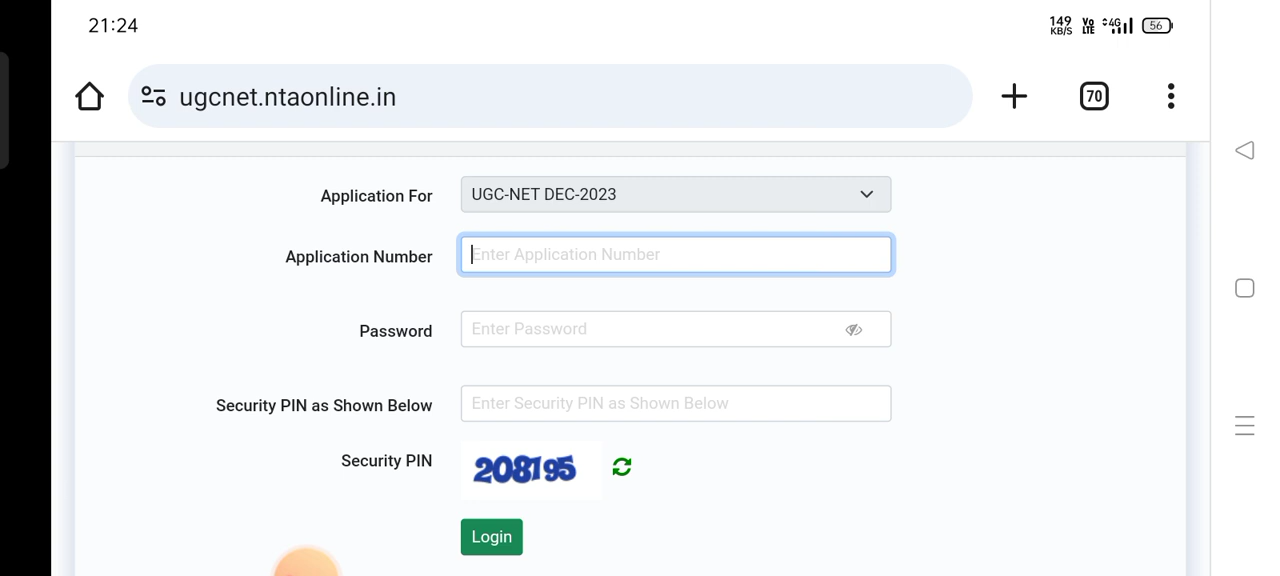 21:24
149 KB/S Vo LTE 4G 56
ugcnet.ntaonline.in
70
Application For UGC-NET DEC-2023
Application Number Enter Application Number
Password Enter Password
Security PIN as Shown Below Enter Security PIN as Shown Below
Security PIN 208195
Login